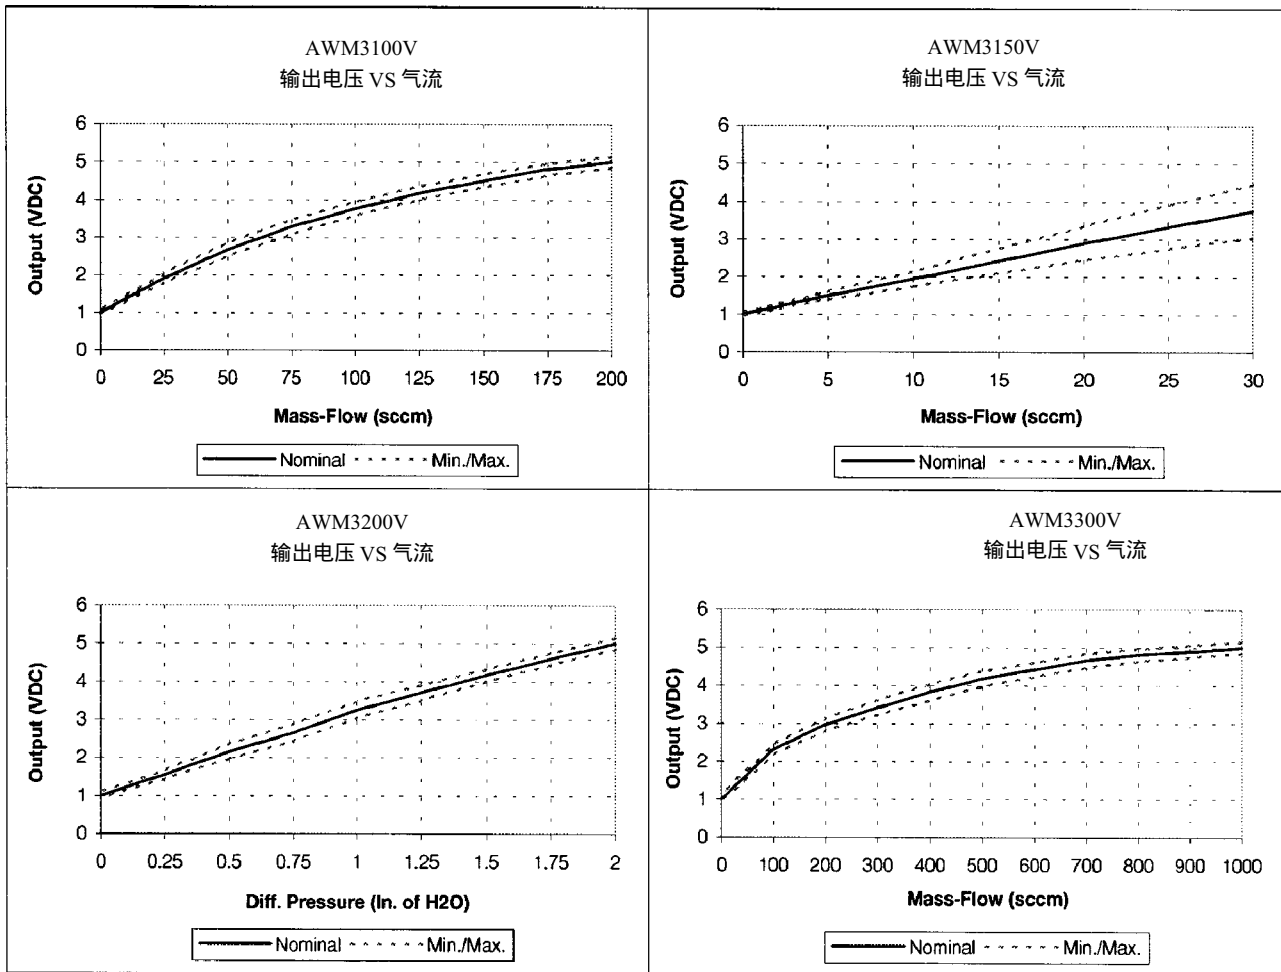 AWM3100V
输出电压 VS 气流
6
5
4
3
2
1
0
Output (VDC)
0 25 50 75 100 125 150 175 200
Mass-Flow (sccm)
Nominal Min./Max.
AWM3150V
输出电压 VS 气流
6
5
4
3
2
1
0
Output (VDC)
0 5 10 15 20 25 30
Mass-Flow (sccm)
Nominal Min./Max.
AWM3200V
输出电压 VS 气流
6
5
4
3
2
1
0
Output (VDC)
0 0.25 0.5 0.75 1 1.25 1.5 1.75 2
Diff. Pressure (In. of H2O)
Nominal Min./Max.
AWM3300V
输出电压 VS 气流
6
5
4
3
2
1
0
Output (VDC)
0 100 200 300 400 500 600 700 800 900 1000
Mass-Flow (sccm)
Nominal Min./Max.